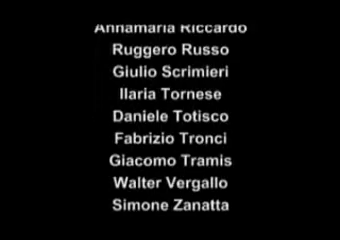 Annamaria Riccardo
Ruggero Russo
Giulio Scrimieri
Ilaria Tornese
Daniele Totisco
Fabrizio Tronci
Giacomo Tramis
Walter Vergallo
Simone Zanatta